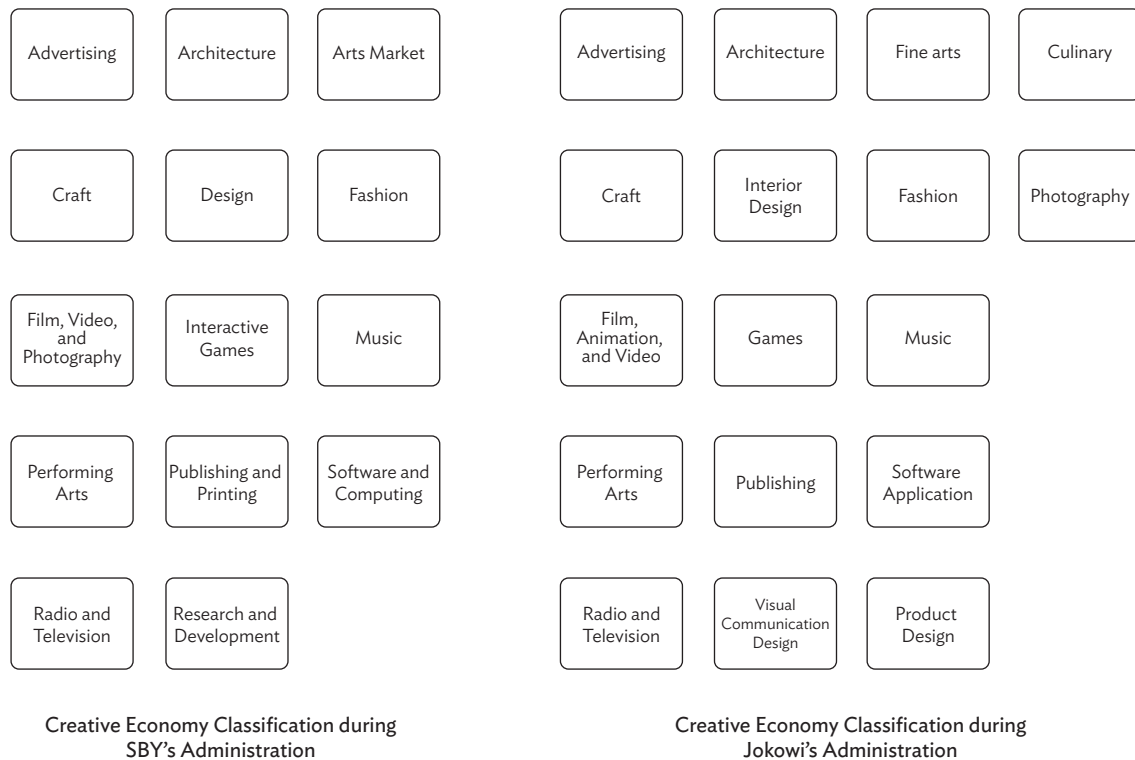 Advertising
Architecture
Arts Market
Craft
Design
Fashion
Film, Video,
and
Photography
Interactive
Games
Music
Performing
Arts
Publishing and
Printing
Software and
Computing
Radio and
Television
Research and
Development
Creative Economy Classification during
SBY's Administration
Advertising
Architecture
Fine arts
Culinary
Craft
Interior
Design
Fashion
Photography
Film,
Animation,
and Video
Games
Music
Performing
Arts
Publishing
Software
Application
Radio and
Television
Visual
Communication
Design
Product
Design
Creative Economy Classification during
Jokowi's Administration